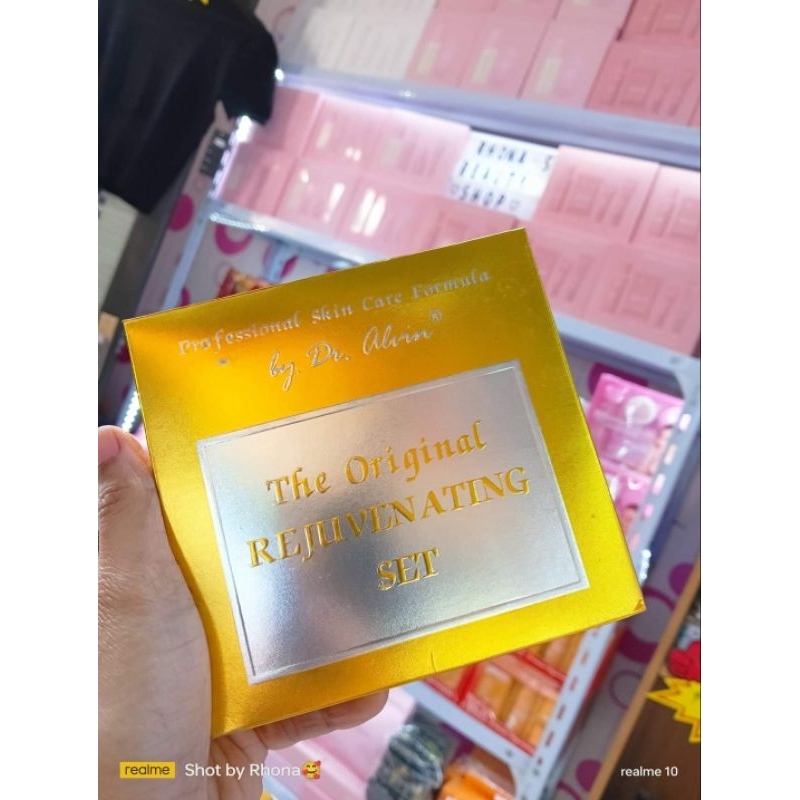 RHONA'S
BEAUTY
SHOP
Professional Skin Care Formula
by Dr. Alvin®
The Original
REJUVENATING
SET
realme Shot by Rhona🥰
realme 10